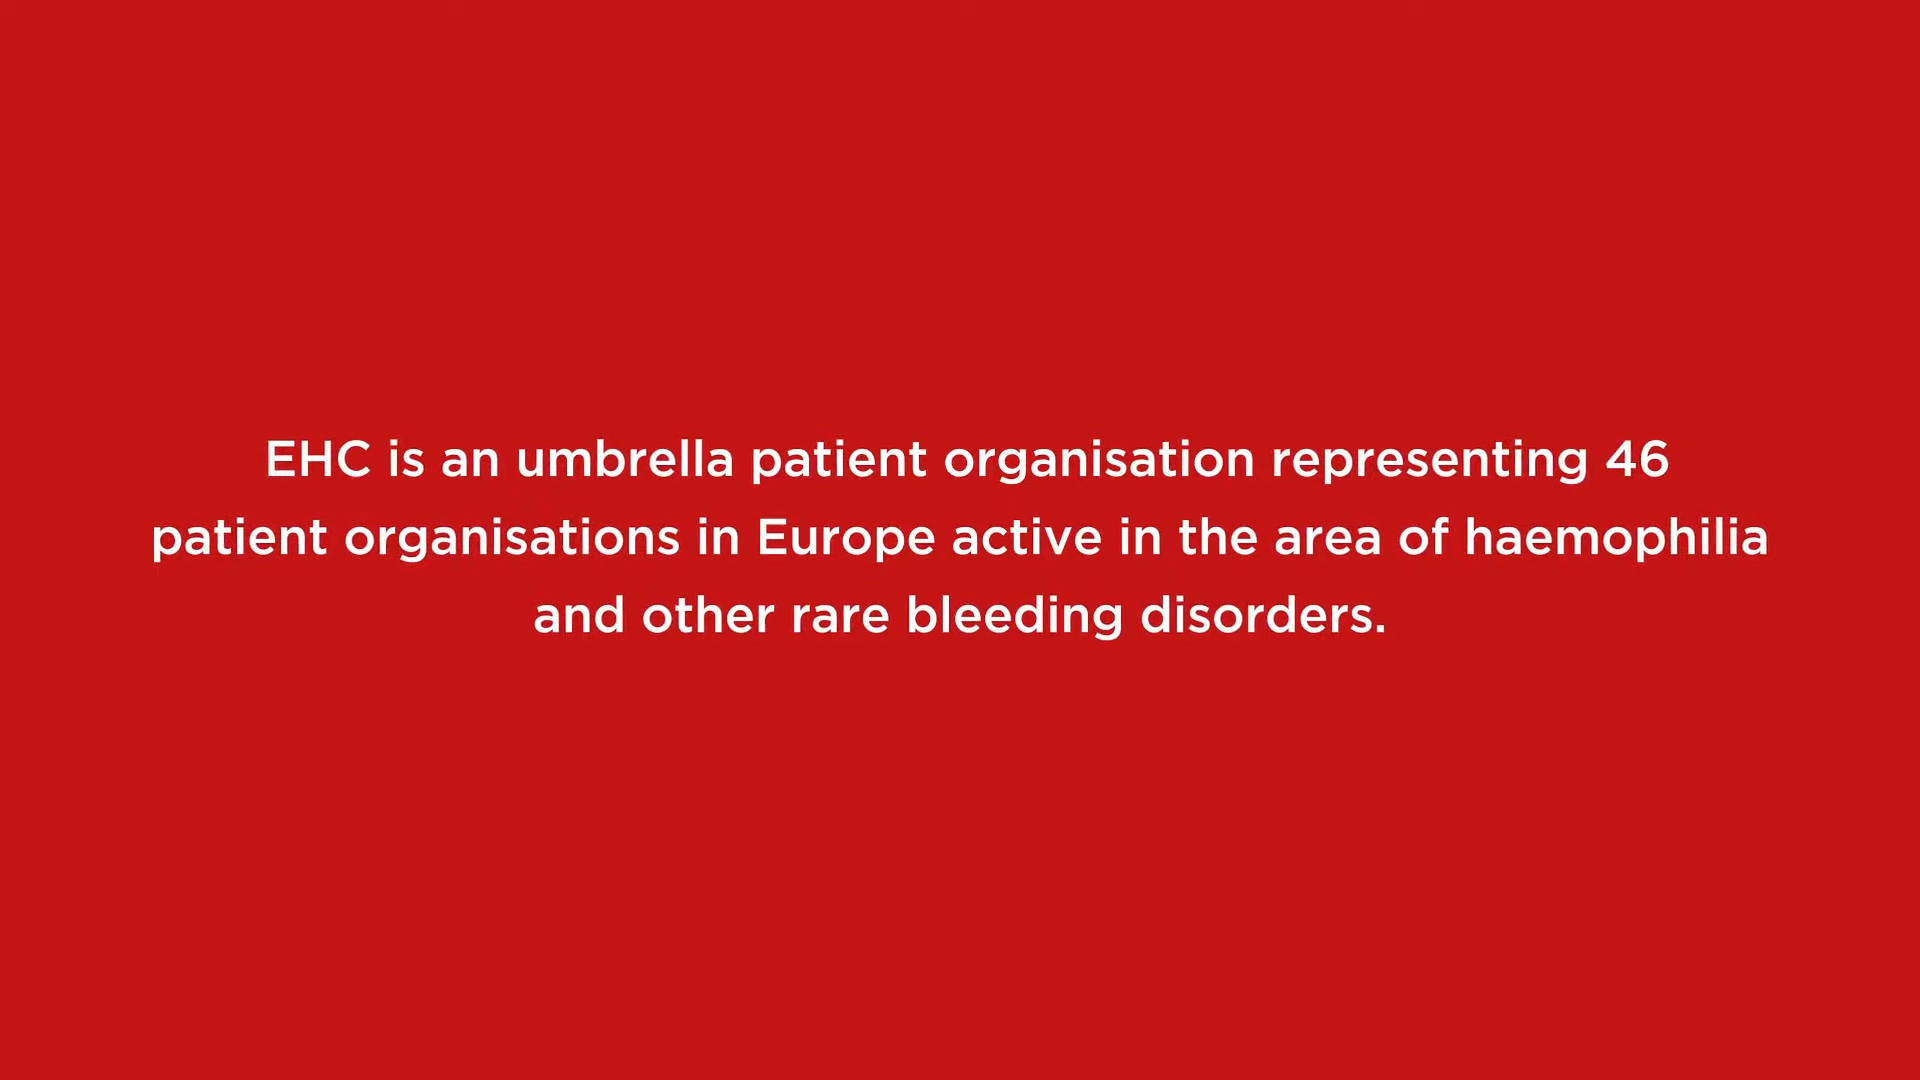 EHC is an umbrella patient organisation representing 46
patient organisations in Europe active in the area of haemophilia
and other rare bleeding disorders.